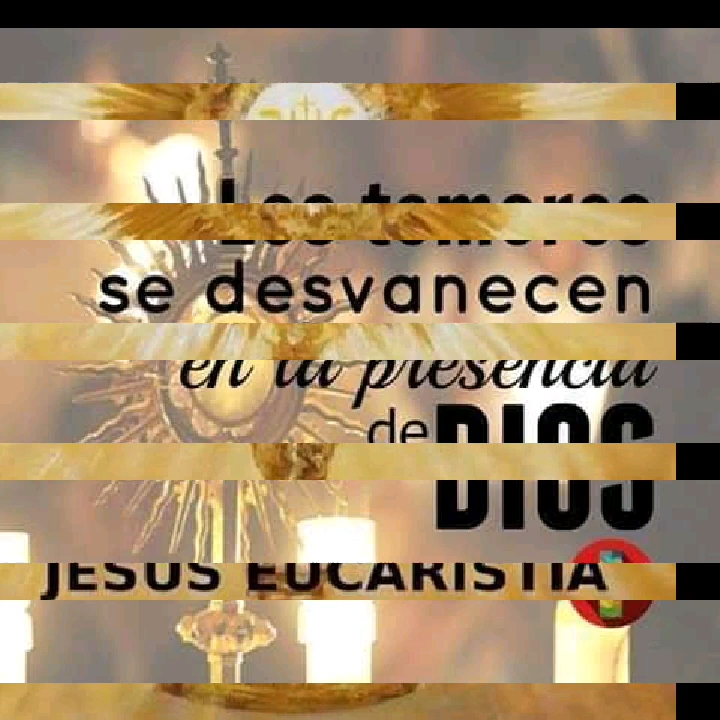 Los temores
se desvanecen
en la presencia
de DIOS
JESUS EUCARISTIA